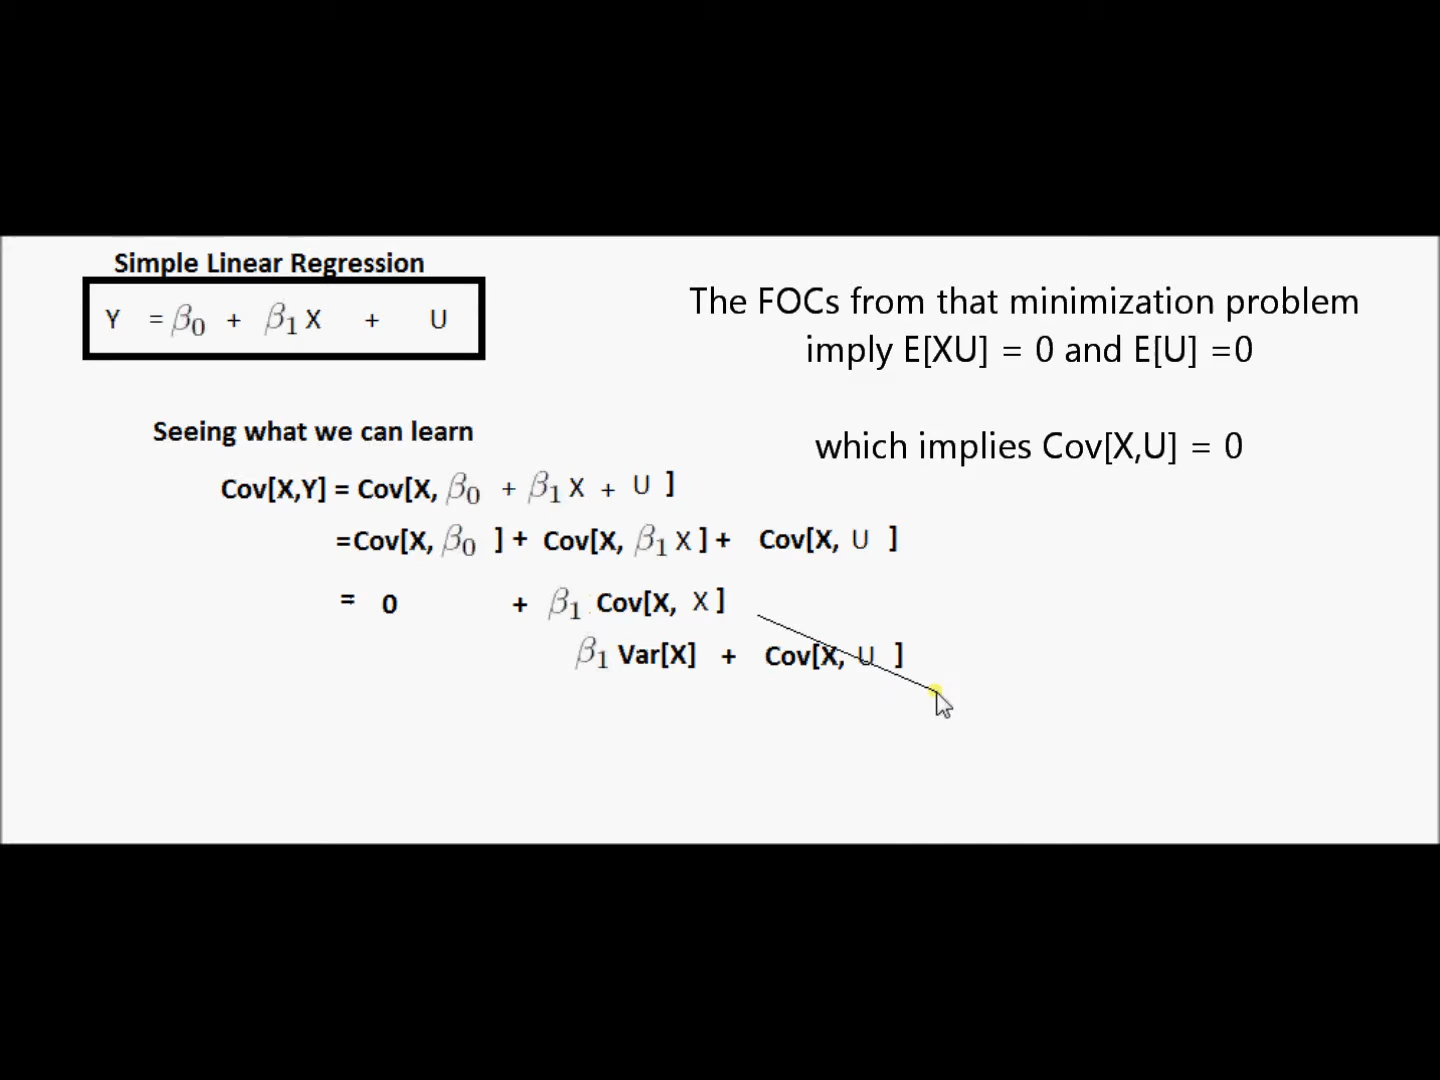 Simple Linear Regression
Y = β0 + β1 X + U
The FOCs from that minimization problem
imply E[XU] = 0 and E[U] =0
which implies Cov[X,U] = 0
Seeing what we can learn
Cov[X,Y] = Cov[X, β0 + β1 X + U ]
=Cov[X, β0 ] + Cov[X, β1 X ] + Cov[X, U ]
= 0 + β1 Cov[X, X ]
β1 Var[X] + Cov[X, U ]